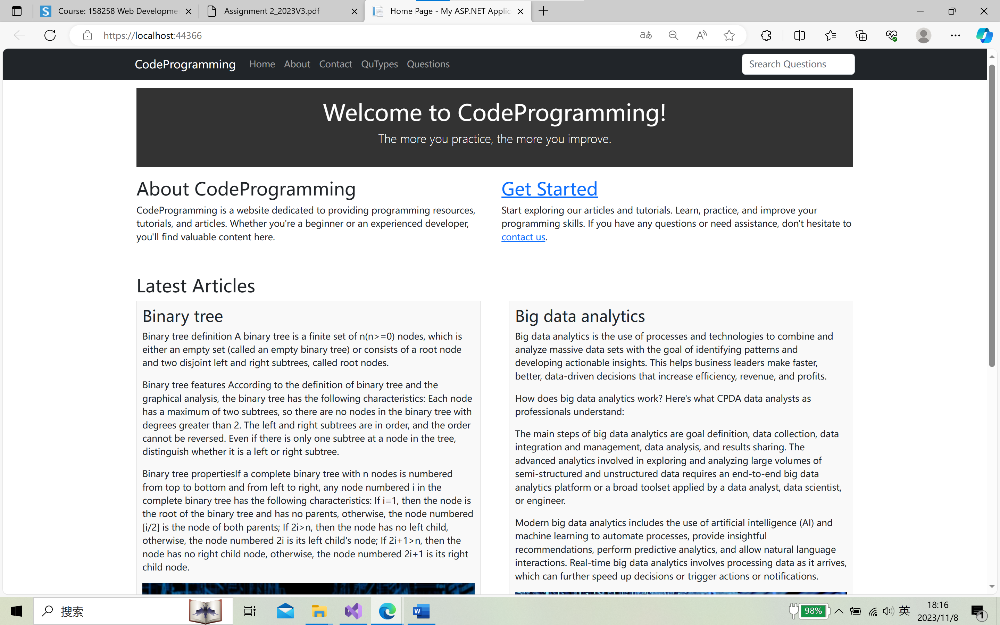 Course: 158258 Web Developme
Assignment 2_2023V3.pdf
Home Page - My ASP.NET Applic
https://localhost:44366
CodeProgramming
Home
About
Contact
QuTypes
Questions
Srearch Questions
Welcome to CodeProgramming!
The more you practice, the more you improve.
About CodeProgramming
CodeProgramming is a website dedicated to providing programming resources,
tutorials, and articles. Whether you're a beginner or an experienced developer,
you'll find valuable content here.
Get Started
Start exploring our articles and tutorials. Learn, practice, and improve your
programming skills. If you have any questions or need assistance, don't hesitate to
contact us.
Latest Articles
Binary tree
Binary tree definition A binary tree is a finite set of n(n>=0) nodes, which is
either an empty set (called an empty binary tree) or consists of a root node
and two disjoint left and right subtrees, called root nodes.
Binary tree features According to the definition of binary tree and the
graphical analysis, the binary tree has the following characteristics: Each node
has a maximum of two subtrees, so there are no nodes in the binary tree with
degrees greater than 2. The left and right subtrees are in order, and the order
cannot be reversed. Even if there is only one subtree at a node in the tree,
distinguish whether it is a left or right subtree.
Binary tree propertiesIf a complete binary tree with n nodes is numbered
from top to bottom and from left to right, any node numbered i in the
complete binary tree has the following characteristics: If i=1, then the node is
the root of the binary tree and has no parents, otherwise, the node numbered
[i/2] is the node of both parents; If 2i>n, then the node has no left child,
otherwise, the node numbered 2i is its left child's node; If 2i+1>n, then the
node has no right child node, otherwise, the node numbered 2i+1 is its right
child node.
Big data analytics
Big data analytics is the use of processes and technologies to combine and
analyze massive data sets with the goal of identifying patterns and
developing actionable insights. This helps business leaders make faster,
better, data-driven decisions that increase efficiency, revenue, and profits.
How does big data analytics work? Here's what CPDA data analysts as
professionals understand:
The main steps of big data analytics are goal definition, data collection, data
integration and management, data analysis, and results sharing. The
advanced analytics involved in exploring and analyzing large volumes of
semi-structured and unstructured data requires an end-to-end big data
analytics platform or a broad toolset applied by a data analyst, data scientist,
or engineer.
Modern big data analytics includes the use of artificial intelligence (AI) and
machine learning to automate processes, provide insightful
recommendations, perform predictive analytics, and allow natural language
interactions. Real-time big data analytics involves processing data as it arrives,
which can further speed up decisions or trigger actions or notifications.
搜索
98%
英
18:16
2023/11/8
1